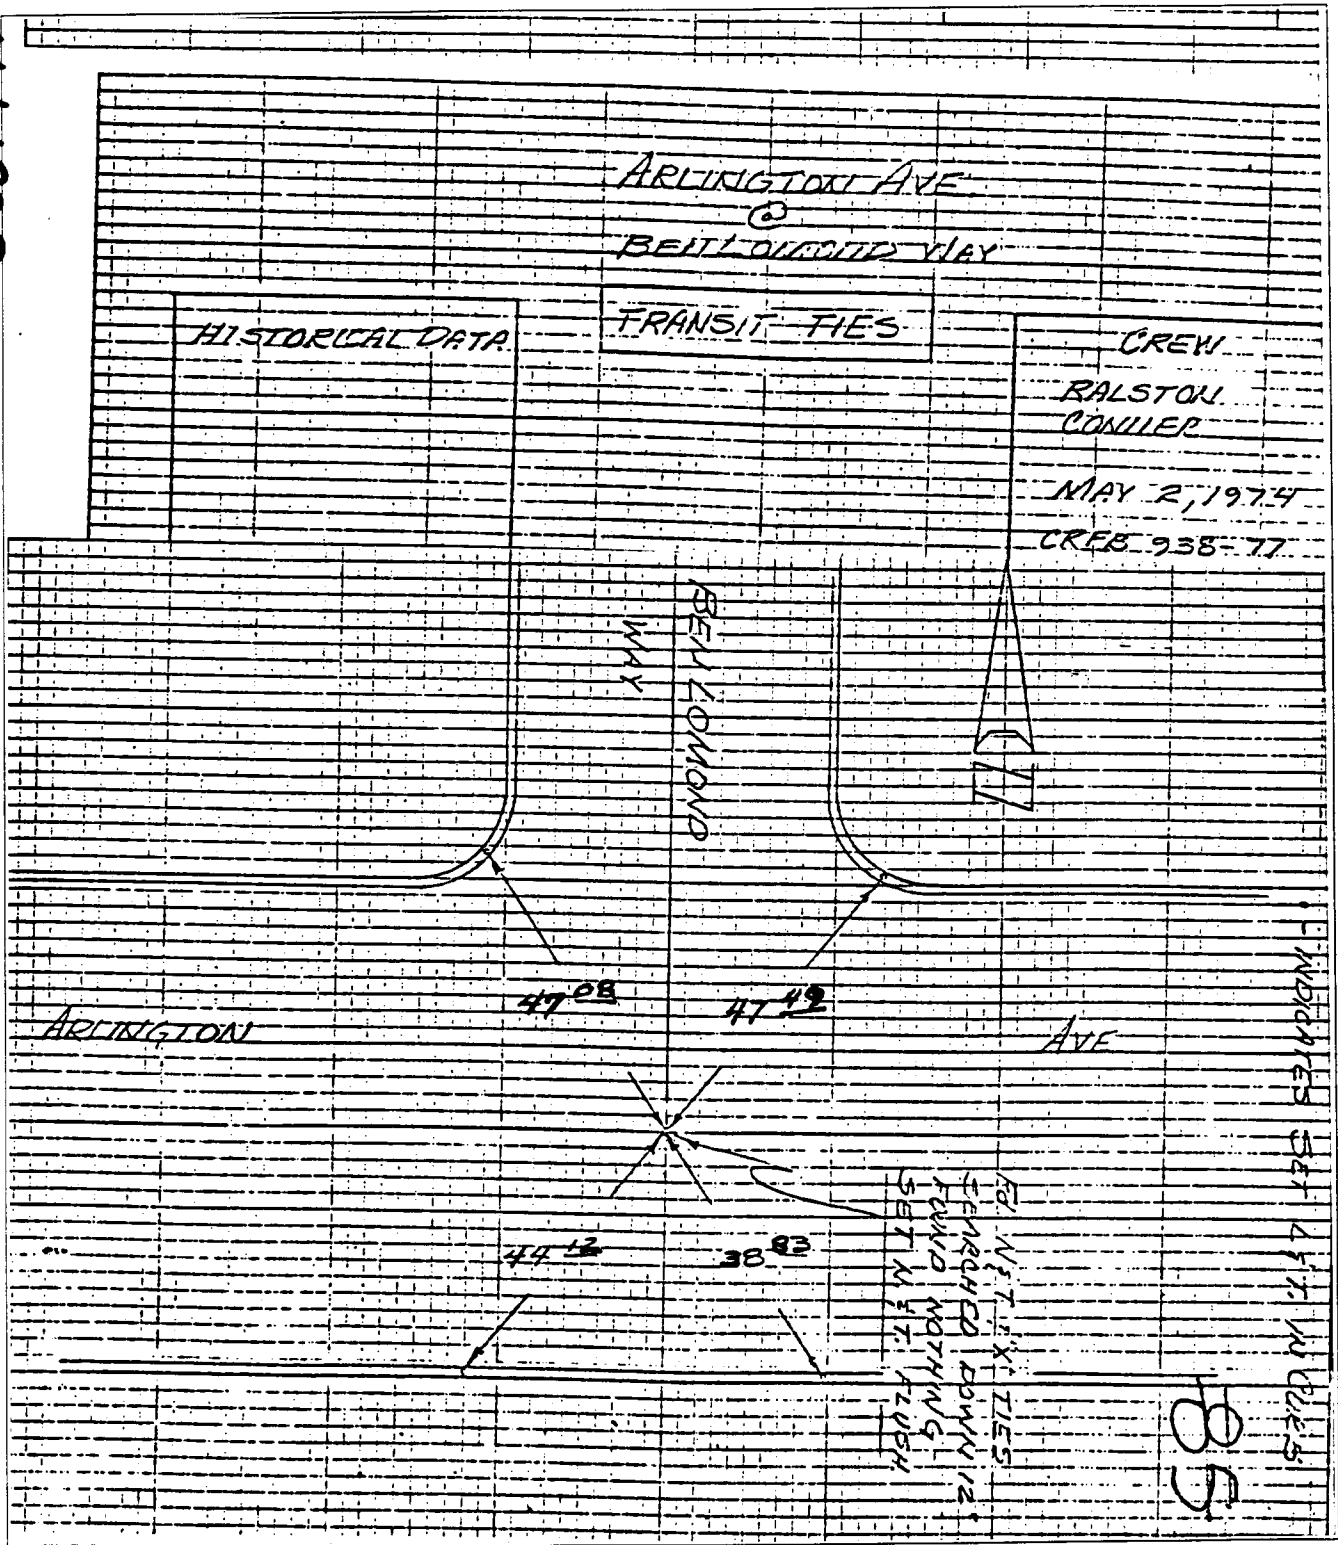 ARLINGTON AVE
@
BEN LOMOND WAY
HISTORICAL DATA
TRANSIT TIES
CREW
RALSTON
CONNER
MAY 2, 1974
CRFB 938-77
BEN LOMOND
WAY
47 08
47 49
ARLINGTON
AVE
44 12
38 83
Fd. N&T. "X" TIES
SEARCHED DOWN 12"
FOUND NOTHING
SET N.&T. FLUSH
INDICATES SET L&T. IN CURB
85